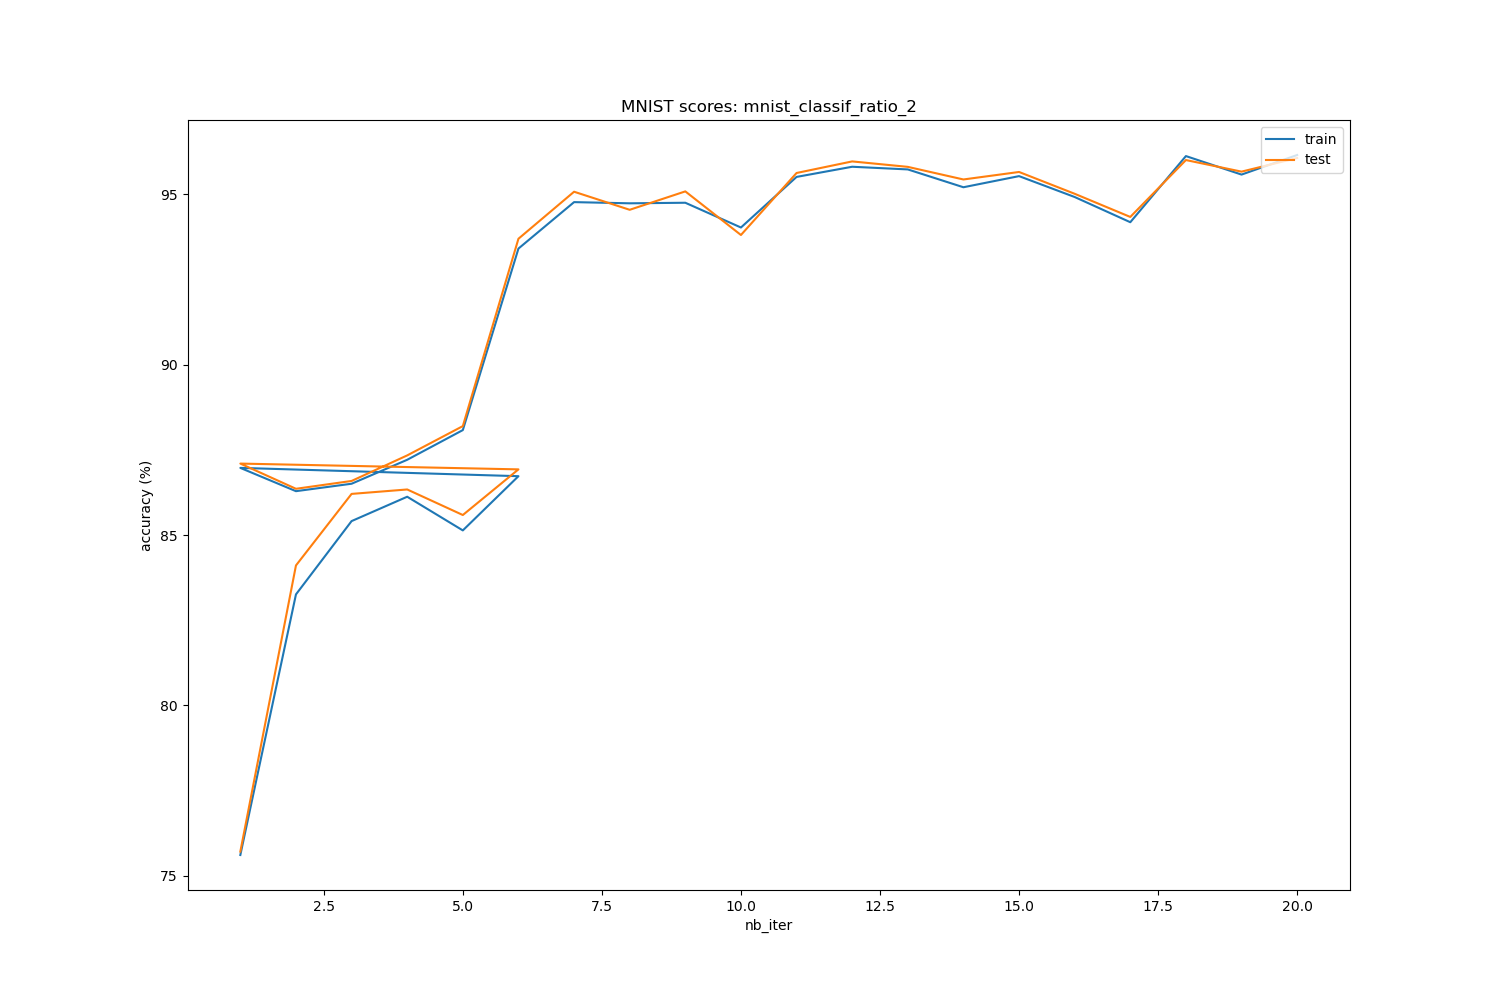 MNIST scores: mnist_classif_ratio_2
train
test
95
90
85
80
75
accuracy (%)
2.5 5.0 7.5 10.0 12.5 15.0 17.5 20.0
nb_iter